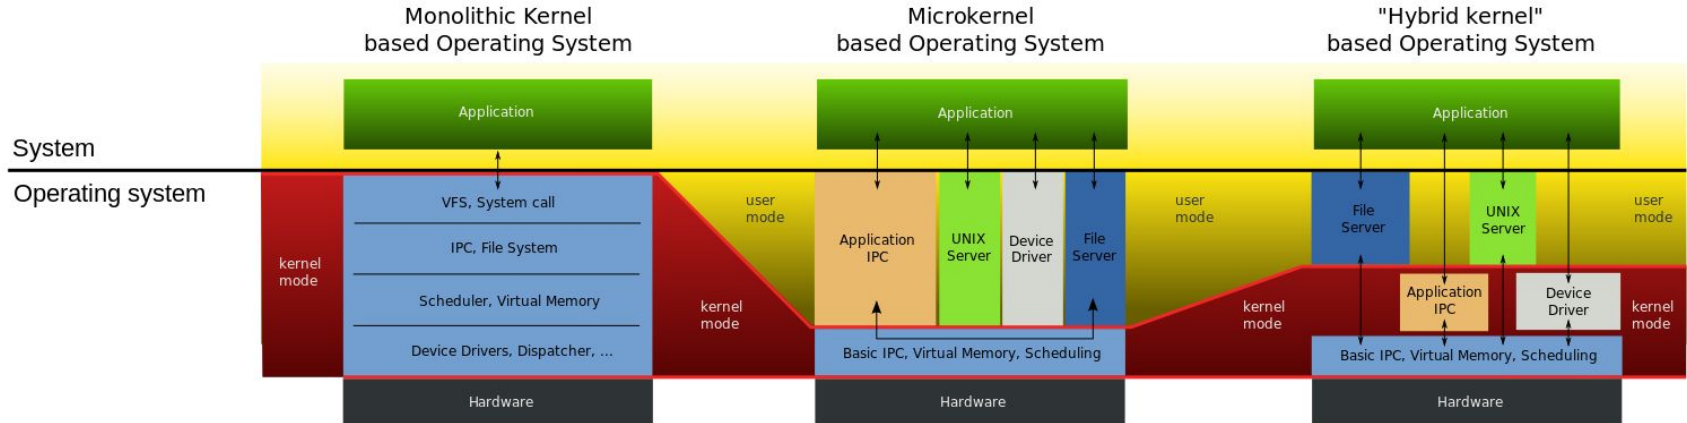 Monolithic Kernel
based Operating System
Microkernel
based Operating System
"Hybrid kernel"
based Operating System
Application
Application
Application
System
Operating system
VFS, System call
IPC, File System
Scheduler, Virtual Memory
Device Drivers, Dispatcher, ...
kernel
mode
kernel
mode
user
mode
Application
IPC
UNIX
Server
Device
Driver
File
Server
Basic IPC, Virtual Memory, Scheduling
user
mode
kernel
mode
File
Server
UNIX
Server
user
mode
Application
IPC
Device
Driver
kernel
mode
Basic IPC, Virtual Memory, Scheduling
Hardware
Hardware
Hardware